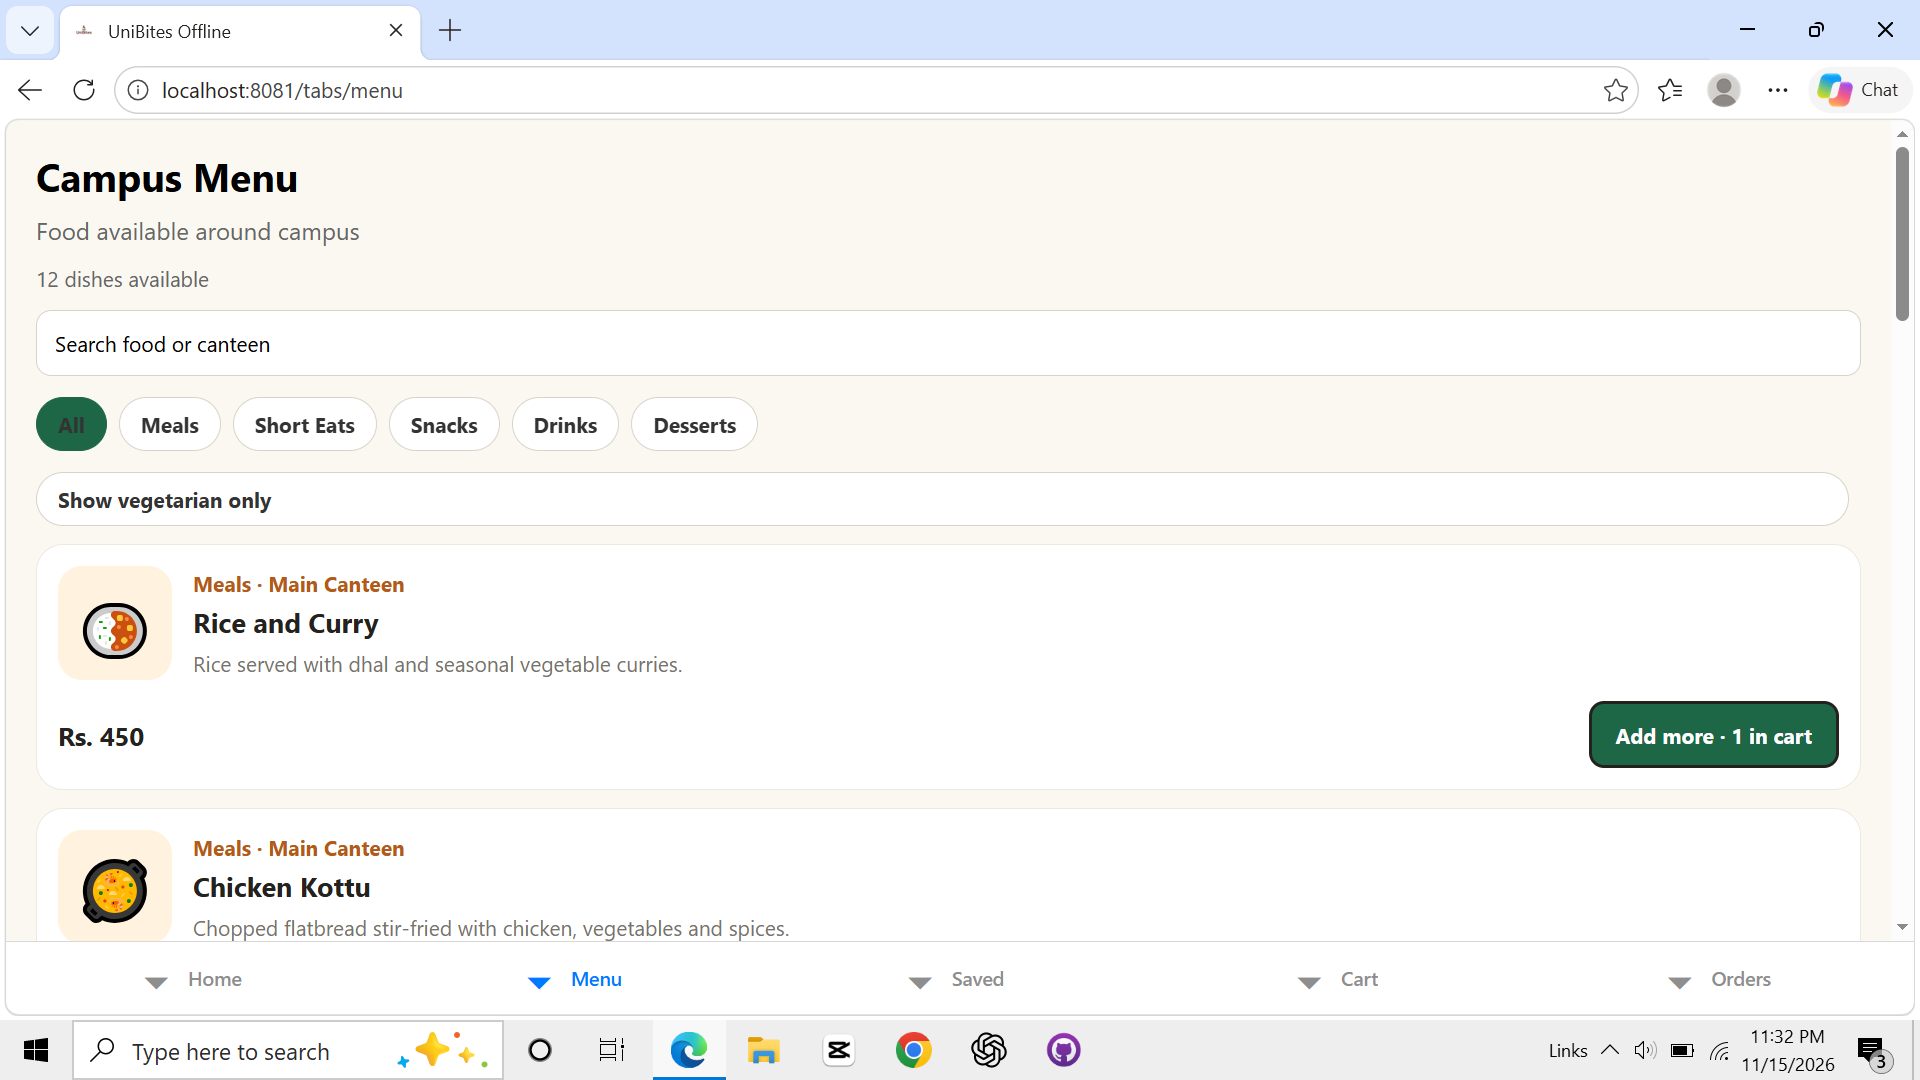 UniBites Offline
localhost:8081/tabs/menu
Chat
Campus Menu
Food available around campus
12 dishes available
Search food or canteen
All Meals Short Eats Snacks Drinks Desserts
Show vegetarian only
Meals · Main Canteen
Rice and Curry
Rice served with dhal and seasonal vegetable curries.
Rs. 450
Add more · 1 in cart
Meals · Main Canteen
Chicken Kottu
Chopped flatbread stir-fried with chicken, vegetables and spices.
Home Menu Saved Cart Orders
Type here to search
Links
11:32 PM
11/15/2026
3